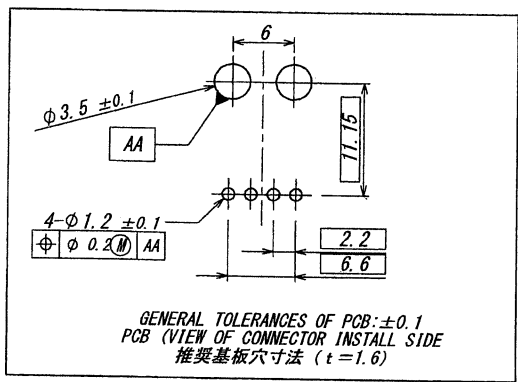 6
φ3.5 ±0.1
AA
11.15
4-φ1.2 ±0.1
⌖ φ 0.2Ⓜ AA
2.2
6.6
GENERAL TOLERANCES OF PCB:±0.1
PCB (VIEW OF CONNECTOR INSTALL SIDE
推奨基板穴寸法 (t=1.6)